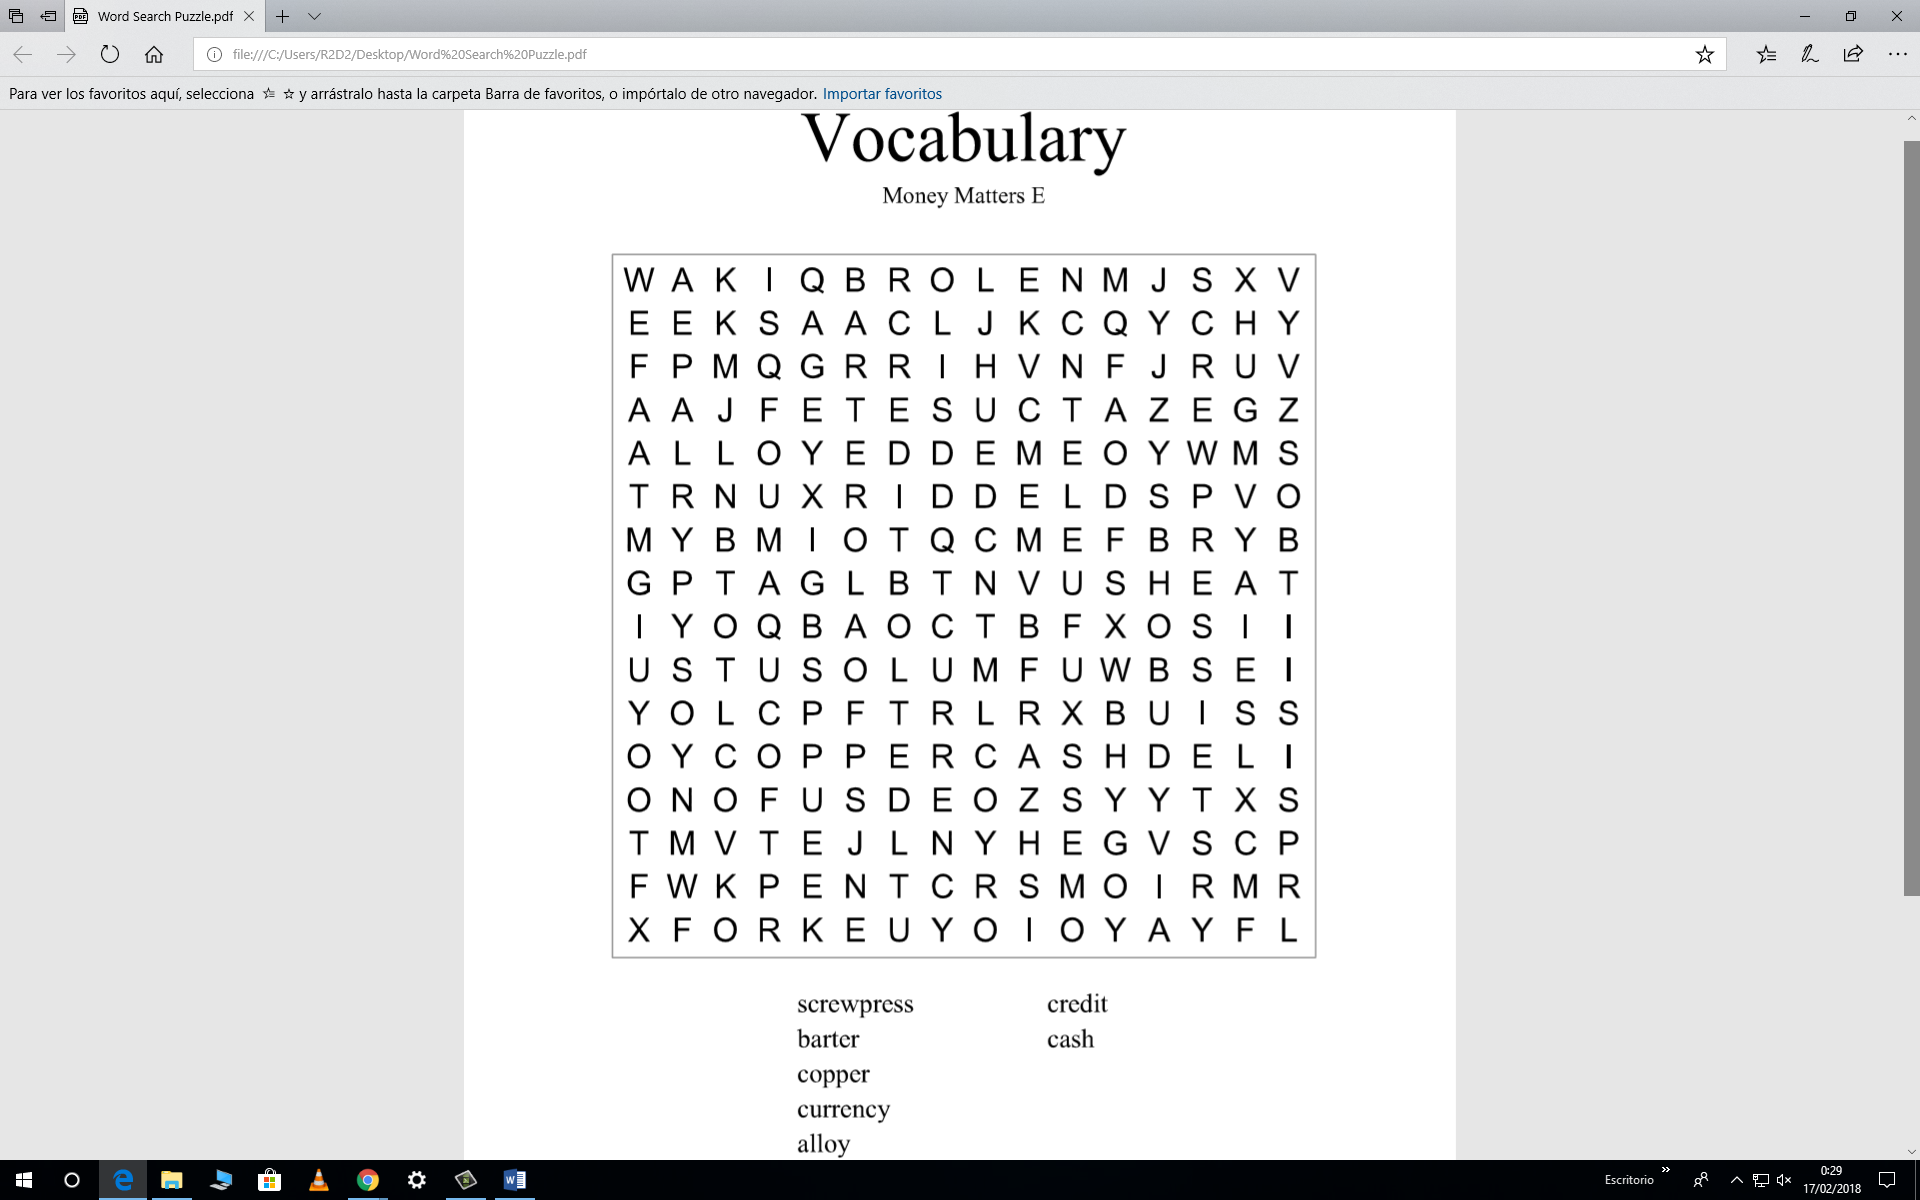 Word Search Puzzle.pdf
file:///C:/Users/R2D2/Desktop/Word%20Search%20Puzzle.pdf
Para ver los favoritos aquí, selecciona y arrástralo hasta la carpeta Barra de favoritos, o impórtalo de otro navegador. Importar favoritos
Vocabulary
Money Matters E
W A K I Q B R O L E N M J S X V
E E K S A A C L J K C Q Y C H Y
F P M Q G R R I H V N F J R U V
A A J F E T E S U C T A Z E G Z
A L L O Y E D D E M E O Y W M S
T R N U X R I D D E L D S P V O
M Y B M I O T Q C M E F B R Y B
G P T A G L B T N V U S H E A T
I Y O Q B A O C T B F X O S I I
U S T U S O L U M F U W B S E I
Y O L C P F T R L R X B U I S S
O Y C O P P E R C A S H D E L I
O N O F U S D E O Z S Y Y T X S
T M V T E J L N Y H E G V S C P
F W K P E N T C R S M O I R M R
X F O R K E U Y O I O Y A Y F L
screwpress credit
barter cash
copper
currency
alloy
Escritorio
0:29
17/02/2018